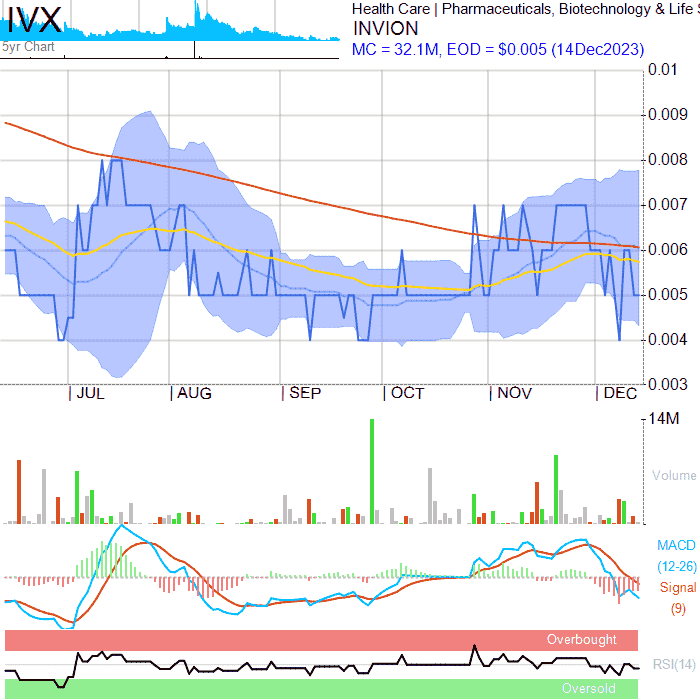 IVX
5yr Chart
Health Care | Pharmaceuticals, Biotechnology & Life S
INVION
MC = 32.1M, EOD = $0.005 (14Dec2023)
0.01
0.009
0.008
0.007
0.006
0.005
0.004
0.003
JUL AUG SEP OCT NOV DEC
14M
Volume
MACD
(12-26)
Signal
(9)
Overbought
RSI(14)
Oversold